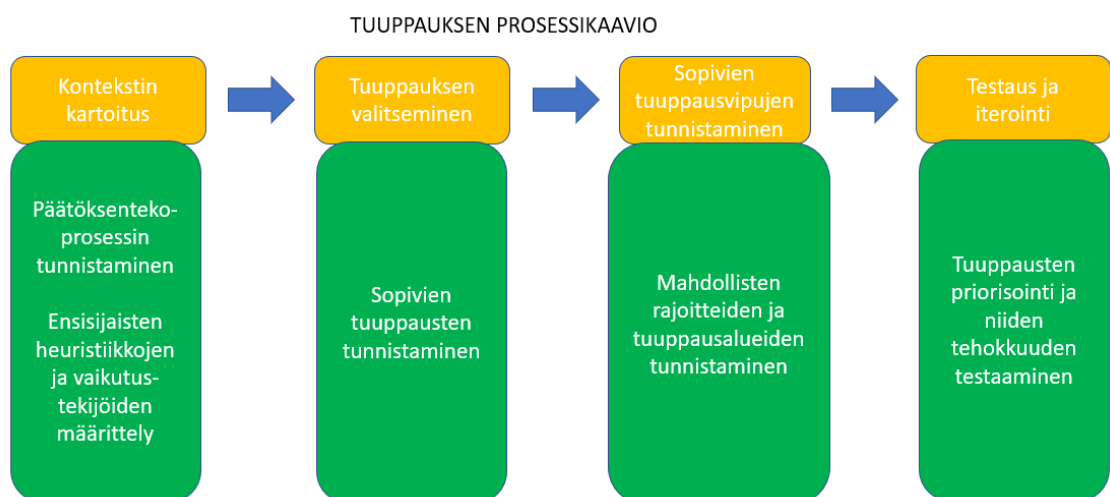 TUUPPAUKSEN PROSESSIKAAVIO
Kontekstin
kartoitus
Päätöksenteko-
prosessin
tunnistaminen
Ensisijaisten
heuristiikkojen
ja vaikutus-
tekijöiden
määrittely
Tuuppauksen
valitseminen
Sopivien
tuuppausten
tunnistaminen
Sopivien
tuuppausvipujen
tunnistaminen
Mahdollisten
rajoitteiden ja
tuuppausalueiden
tunnistaminen
Testaus ja
iterointi
Tuuppausten
priorisointi ja
niiden
tehokkuuden
testaaminen